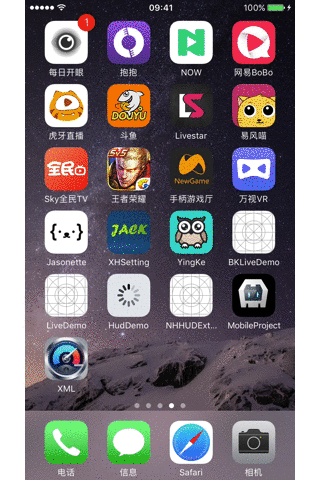 09:41 100%
1
每日开眼 抱抱 NOW 网易BoBo
DOUYU
虎牙直播 斗鱼 Livestar 易风喵
全民 5V5 NewGame
Sky全民TV 王者荣耀 手柄游戏厅 万视VR
{·ᴥ·} JACK
Jasonette XHSetting YingKe BKLiveDemo
LiveDemo HudDemo NHHUDExt... MobileProject
XML
电话 信息 Safari 相机